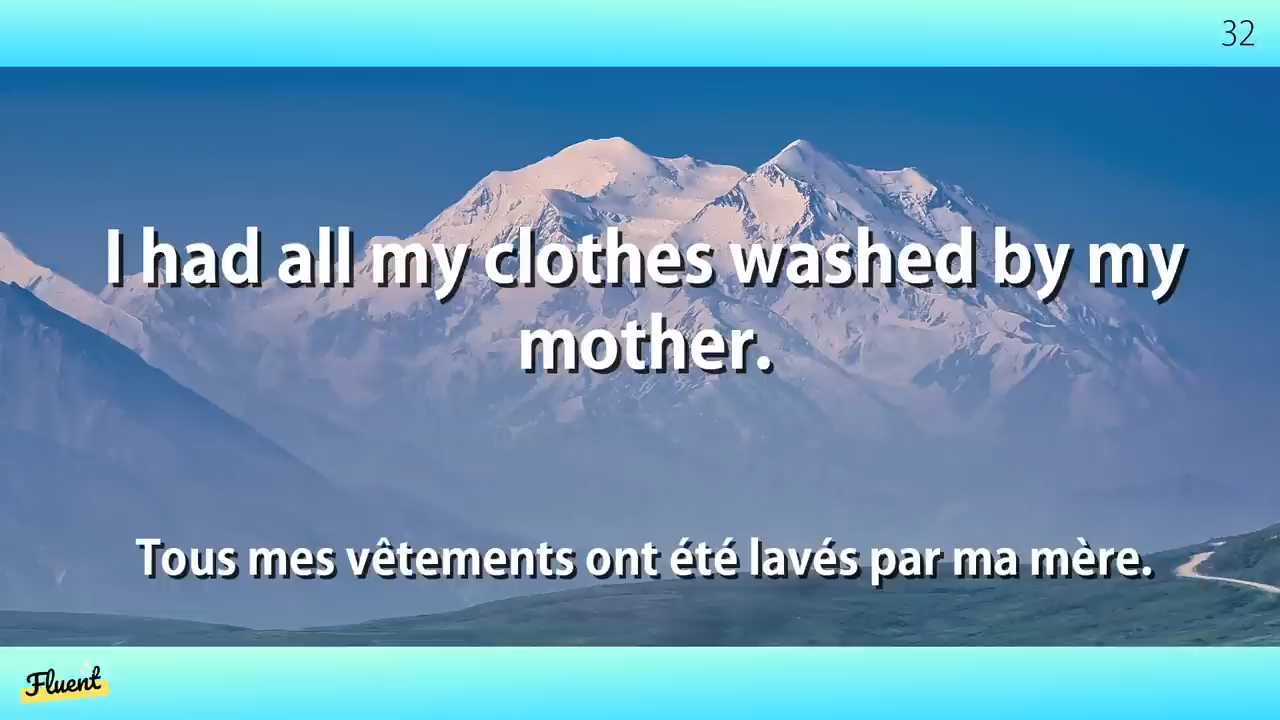 32
I had all my clothes washed by my
mother.
Tous mes vêtements ont été lavés par ma mère.
Fluent